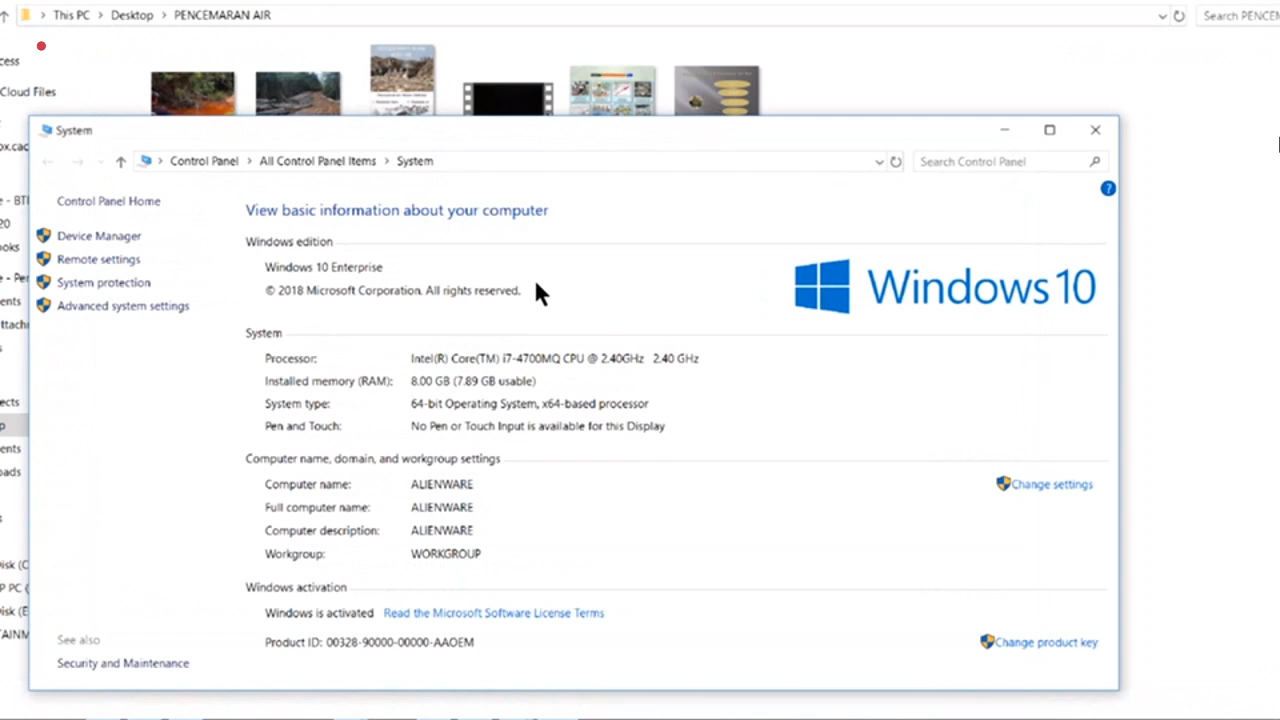 This PC > Desktop > PENCEMARAN AIR
Search PENCEM
Cloud Files
System
Control Panel > All Control Panel Items > System
Search Control Panel
Control Panel Home
Device Manager
Remote settings
System protection
Advanced system settings
See also
Security and Maintenance
View basic information about your computer
Windows edition
Windows 10 Enterprise
© 2018 Microsoft Corporation. All rights reserved.
Windows 10
System
Processor: Intel(R) Core(TM) i7-4700MQ CPU @ 2.40GHz 2.40 GHz
Installed memory (RAM): 8.00 GB (7.89 GB usable)
System type: 64-bit Operating System, x64-based processor
Pen and Touch: No Pen or Touch Input is available for this Display
Computer name, domain, and workgroup settings
Computer name: ALIENWARE
Change settings
Full computer name: ALIENWARE
Computer description: ALIENWARE
Workgroup: WORKGROUP
Windows activation
Windows is activated Read the Microsoft Software License Terms
Product ID: 00328-90000-00000-AAOEM
Change product key